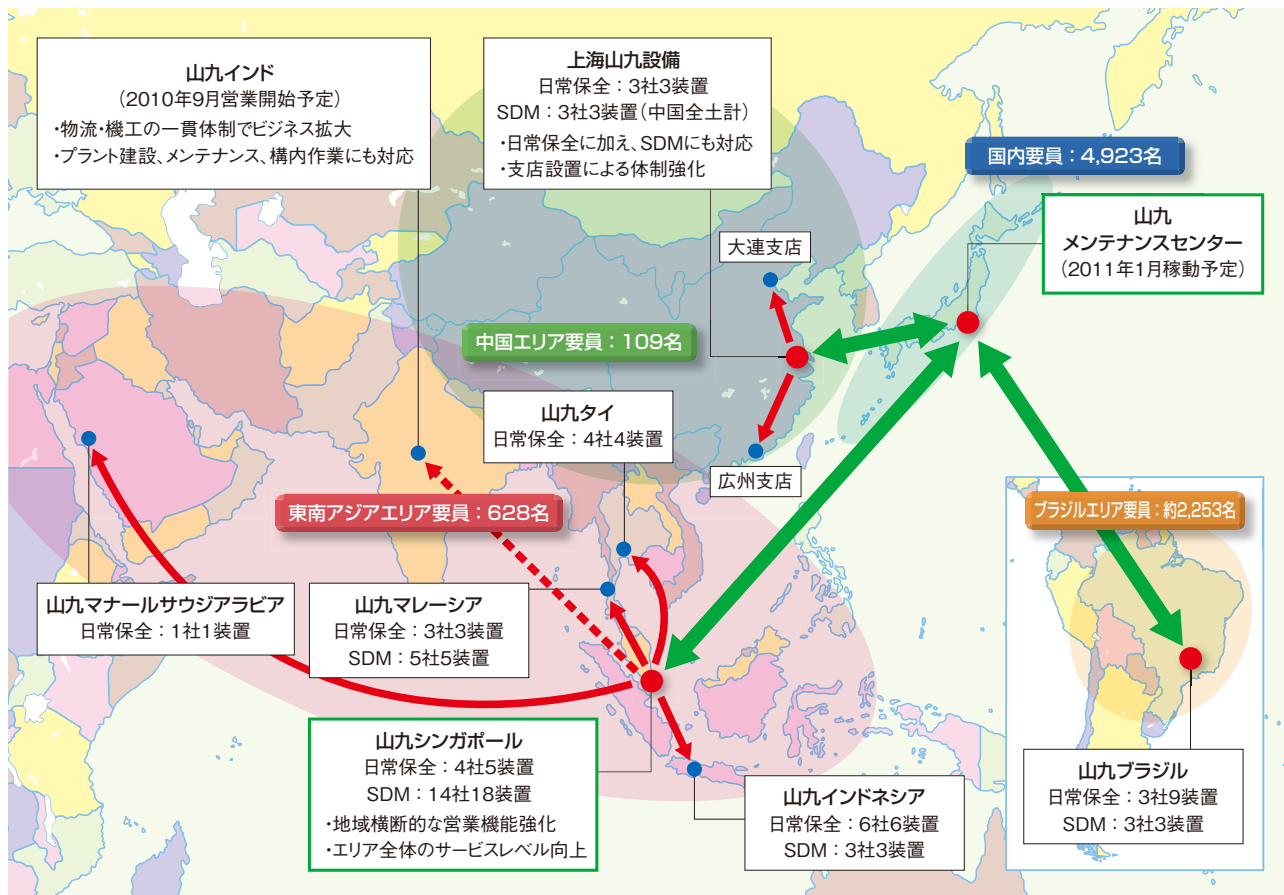 山九インド
(2010年9月営業開始予定)
・物流・機工の一貫体制でビジネス拡大
・プラント建設、メンテナンス、構内作業にも対応
上海山九設備
日常保全：3社3装置
SDM：3社3装置(中国全土計)
・日常保全に加え、SDMにも対応
・支店設置による体制強化
国内要員：4,923名
山九
メンテナンスセンター
(2011年1月稼動予定)
大連支店
中国エリア要員：109名
山九タイ
日常保全：4社4装置
広州支店
東南アジアエリア要員：628名
ブラジルエリア要員：約2,253名
山九マナールサウジアラビア
日常保全：1社1装置
山九マレーシア
日常保全：3社3装置
SDM：5社5装置
山九シンガポール
日常保全：4社5装置
SDM：14社18装置
・地域横断的な営業機能強化
・エリア全体のサービスレベル向上
山九インドネシア
日常保全：6社6装置
SDM：3社3装置
山九ブラジル
日常保全：3社9装置
SDM：3社3装置